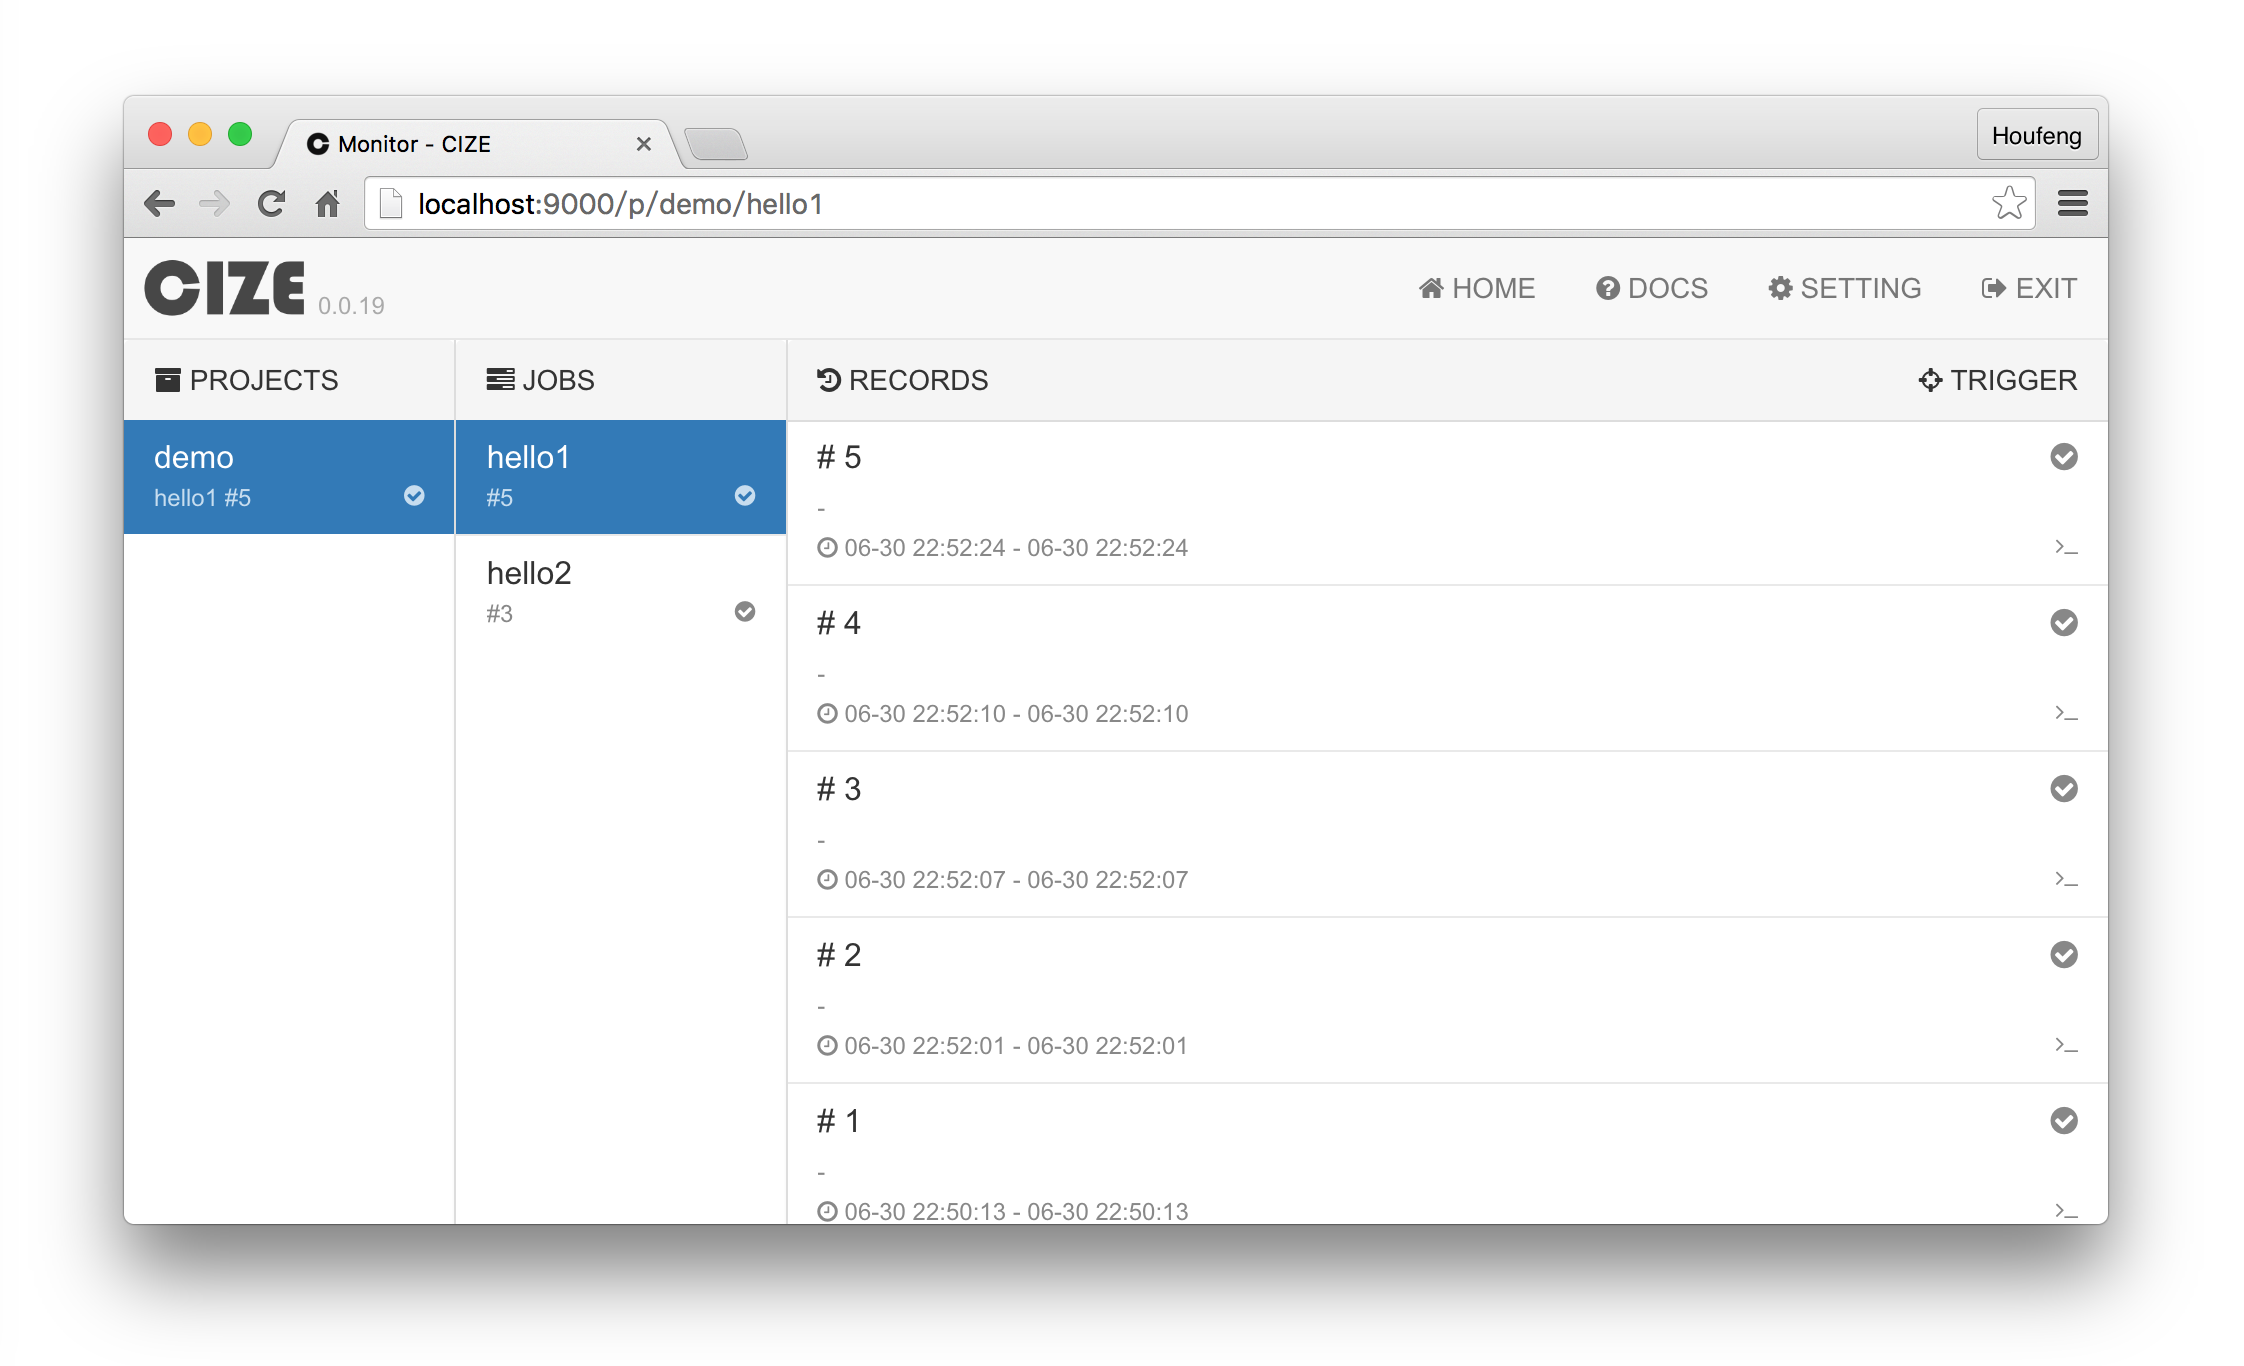 Monitor - CIZE
Houfeng
localhost:9000/p/demo/hello1
CIZE 0.0.19
HOME DOCS SETTING EXIT
PROJECTS
demo
hello1 #5
JOBS
hello1
#5
hello2
#3
RECORDS
TRIGGER
# 5
-
06-30 22:52:24 - 06-30 22:52:24
# 4
-
06-30 22:52:10 - 06-30 22:52:10
# 3
-
06-30 22:52:07 - 06-30 22:52:07
# 2
-
06-30 22:52:01 - 06-30 22:52:01
# 1
-
06-30 22:50:13 - 06-30 22:50:13